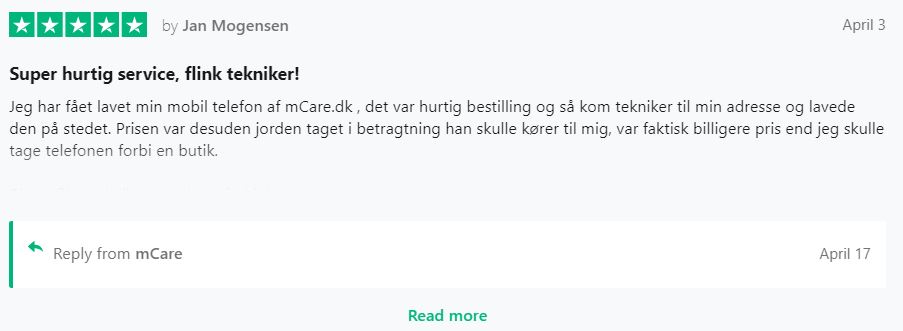 by Jan Mogensen April 3
Super hurtig service, flink tekniker!
Jeg har fået lavet min mobil telefon af mCare.dk , det var hurtig bestilling og så kom tekniker til min adresse og lavede
den på stedet. Prisen var desuden jorden taget i betragtning han skulle kører til mig, var faktisk billigere pris end jeg skulle
tage telefonen forbi en butik.
Reply from mCare April 17
Read more